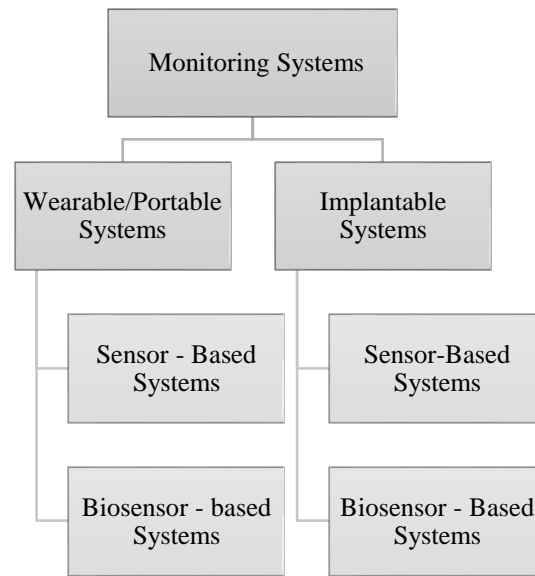 Monitoring Systems
Wearable/Portable
Systems
Implantable
Systems
Sensor - Based
Systems
Biosensor - based
Systems
Sensor-Based
Systems
Biosensor - Based
Systems